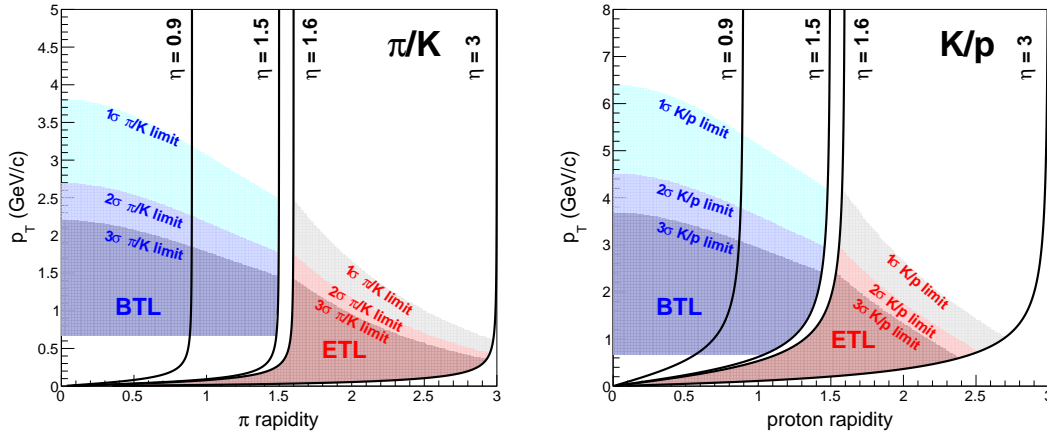 π/K
η = 0.9
η = 1.5
η = 1.6
η = 3
1σ π/K limit
2σ π/K limit
3σ π/K limit
BTL
1σ π/K limit
2σ π/K limit
3σ π/K limit
ETL
p_T (GeV/c)
5
4.5
4
3.5
3
2.5
2
1.5
1
0.5
0
0 0.5 1 1.5 2 2.5 3
π rapidity
K/p
η = 0.9
η = 1.5
η = 1.6
η = 3
1σ K/p limit
2σ K/p limit
3σ K/p limit
BTL
1σ K/p limit
2σ K/p limit
3σ K/p limit
ETL
p_T (GeV/c)
8
7
6
5
4
3
2
1
0
0 0.5 1 1.5 2 2.5 3
proton rapidity